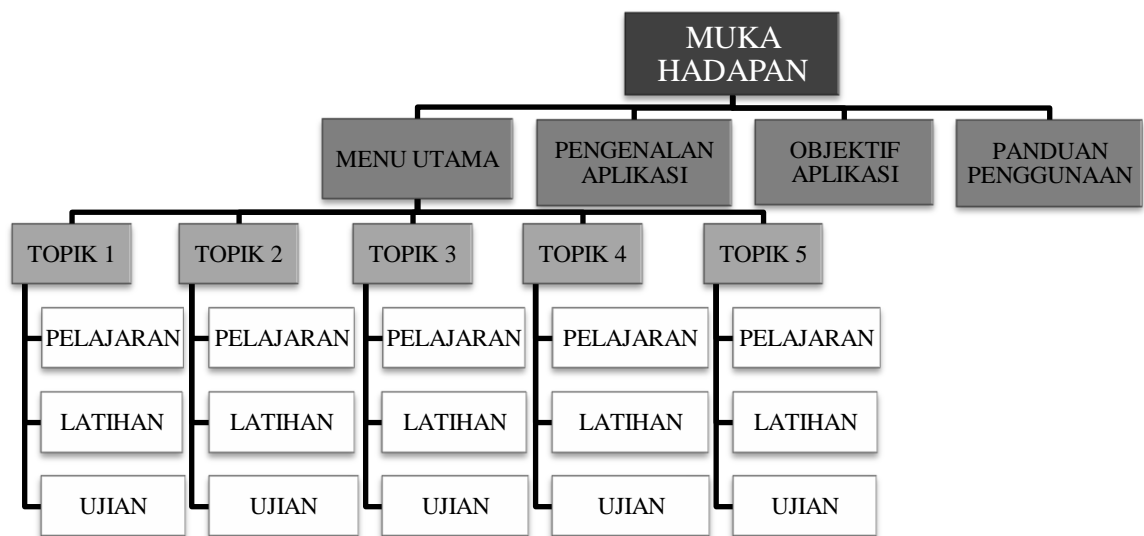 MUKA
HADAPAN
MENU UTAMA
PENGENALAN
APLIKASI
OBJEKTIF
APLIKASI
PANDUAN
PENGGUNAAN
TOPIK 1
TOPIK 2
TOPIK 3
TOPIK 4
TOPIK 5
PELAJARAN
PELAJARAN
PELAJARAN
PELAJARAN
PELAJARAN
LATIHAN
LATIHAN
LATIHAN
LATIHAN
LATIHAN
UJIAN
UJIAN
UJIAN
UJIAN
UJIAN